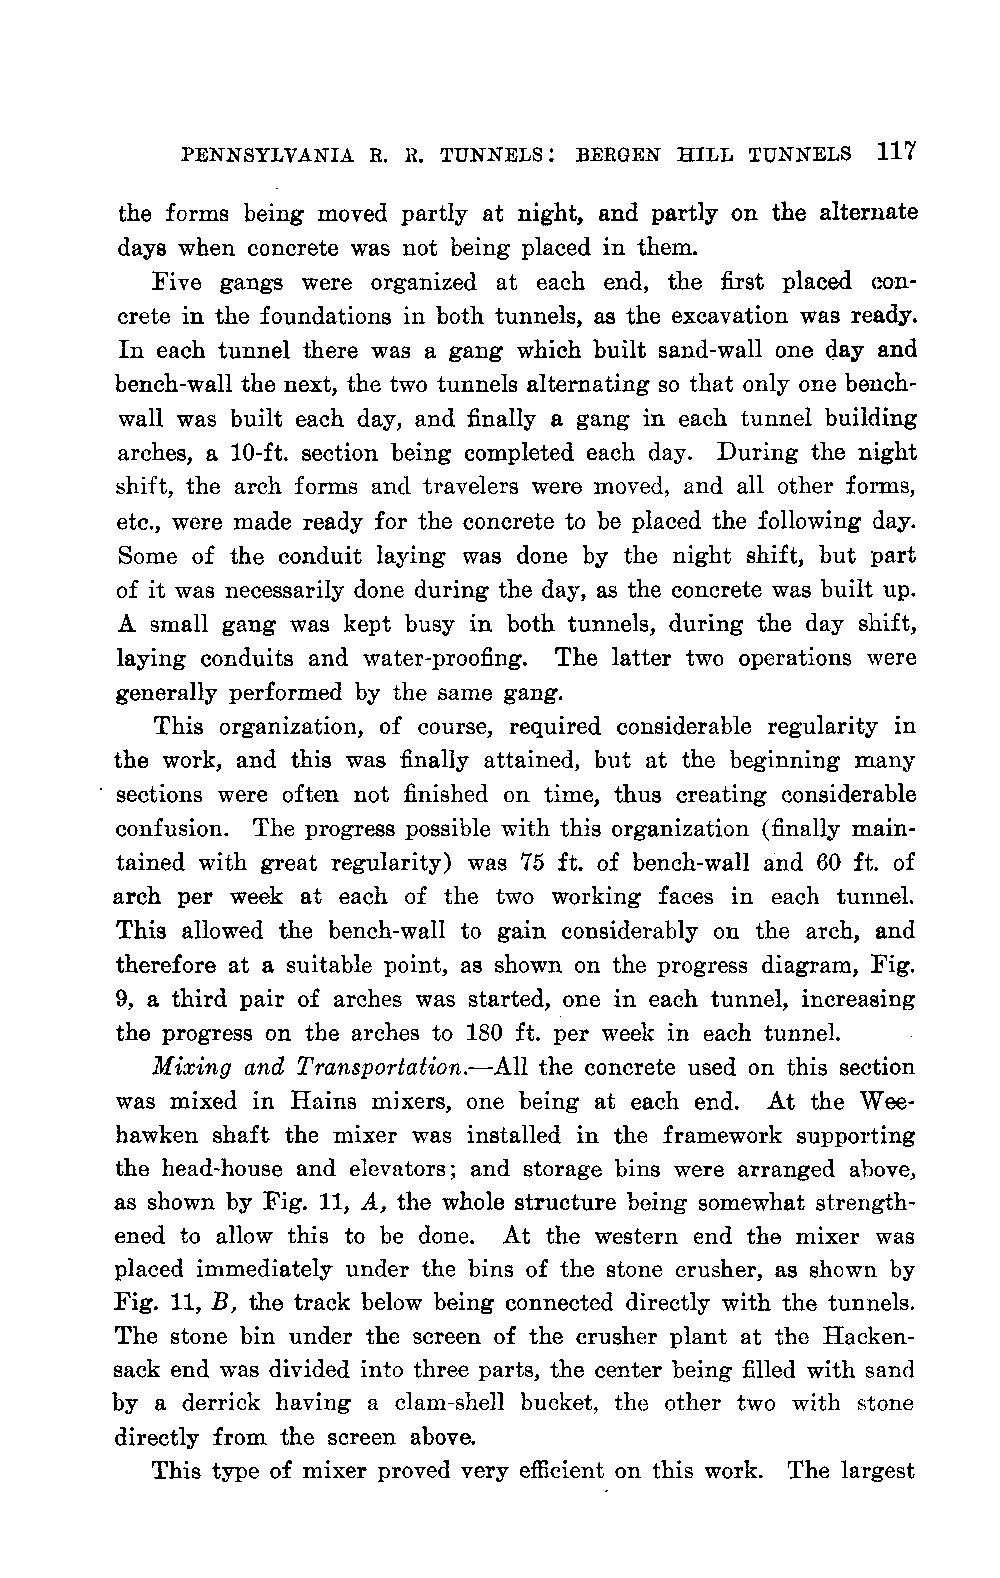 PENNSYLVANIA R. R. TUNNELS: BERGEN HILL TUNNELS 117
the forms being moved partly at night, and partly on the alternate
days when concrete was not being placed in them.
Five gangs were organized at each end, the first placed con-
crete in the foundations in both tunnels, as the excavation was ready.
In each tunnel there was a gang which built sand-wall one day and
bench-wall the next, the two tunnels alternating so that only one bench-
wall was built each day, and finally a gang in each tunnel building
arches, a 10-ft. section being completed each day. During the night
shift, the arch forms and travelers were moved, and all other forms,
etc., were made ready for the concrete to be placed the following day.
Some of the conduit laying was done by the night shift, but part
of it was necessarily done during the day, as the concrete was built up.
A small gang was kept busy in both tunnels, during the day shift,
laying conduits and water-proofing. The latter two operations were
generally performed by the same gang.
This organization, of course, required considerable regularity in
the work, and this was finally attained, but at the beginning many
sections were often not finished on time, thus creating considerable
confusion. The progress possible with this organization (finally main-
tained with great regularity) was 75 ft. of bench-wall and 60 ft. of
arch per week at each of the two working faces in each tunnel.
This allowed the bench-wall to gain considerably on the arch, and
therefore at a suitable point, as shown on the progress diagram, Fig.
9, a third pair of arches was started, one in each tunnel, increasing
the progress on the arches to 180 ft. per week in each tunnel.
Mixing and Transportation.—All the concrete used on this section
was mixed in Hains mixers, one being at each end. At the Wee-
hawken shaft the mixer was installed in the framework supporting
the head-house and elevators; and storage bins were arranged above,
as shown by Fig. 11, A, the whole structure being somewhat strength-
ened to allow this to be done. At the western end the mixer was
placed immediately under the bins of the stone crusher, as shown by
Fig. 11, B, the track below being connected directly with the tunnels.
The stone bin under the screen of the crusher plant at the Hacken-
sack end was divided into three parts, the center being filled with sand
by a derrick having a clam-shell bucket, the other two with stone
directly from the screen above.
This type of mixer proved very efficient on this work. The largest